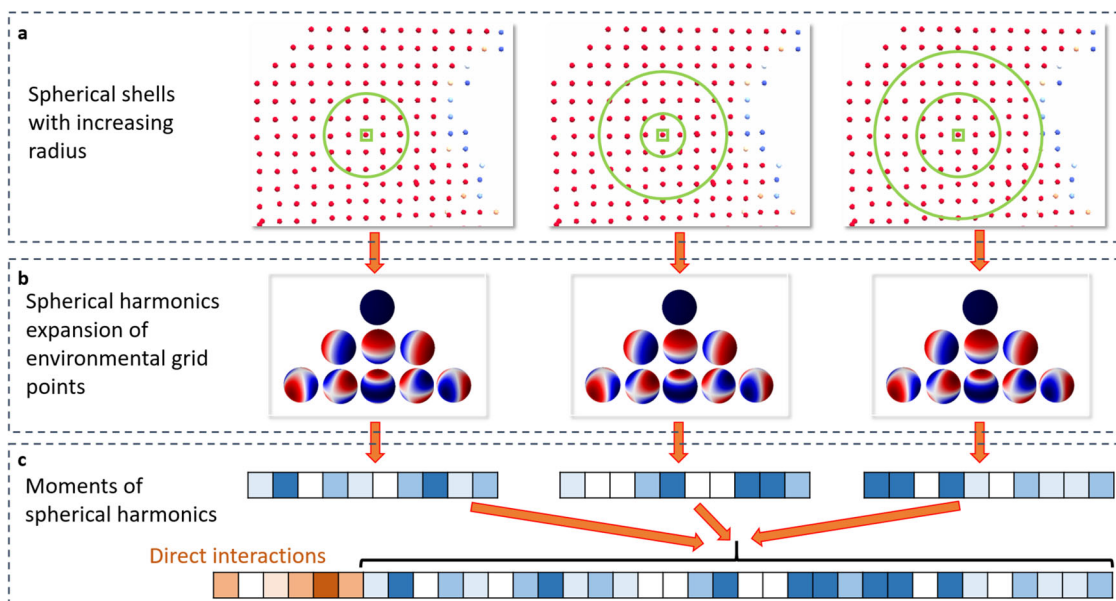 a
Spherical shells
with increasing
radius
b
Spherical harmonics
expansion of
environmental grid
points
c
Moments of
spherical harmonics
Direct interactions